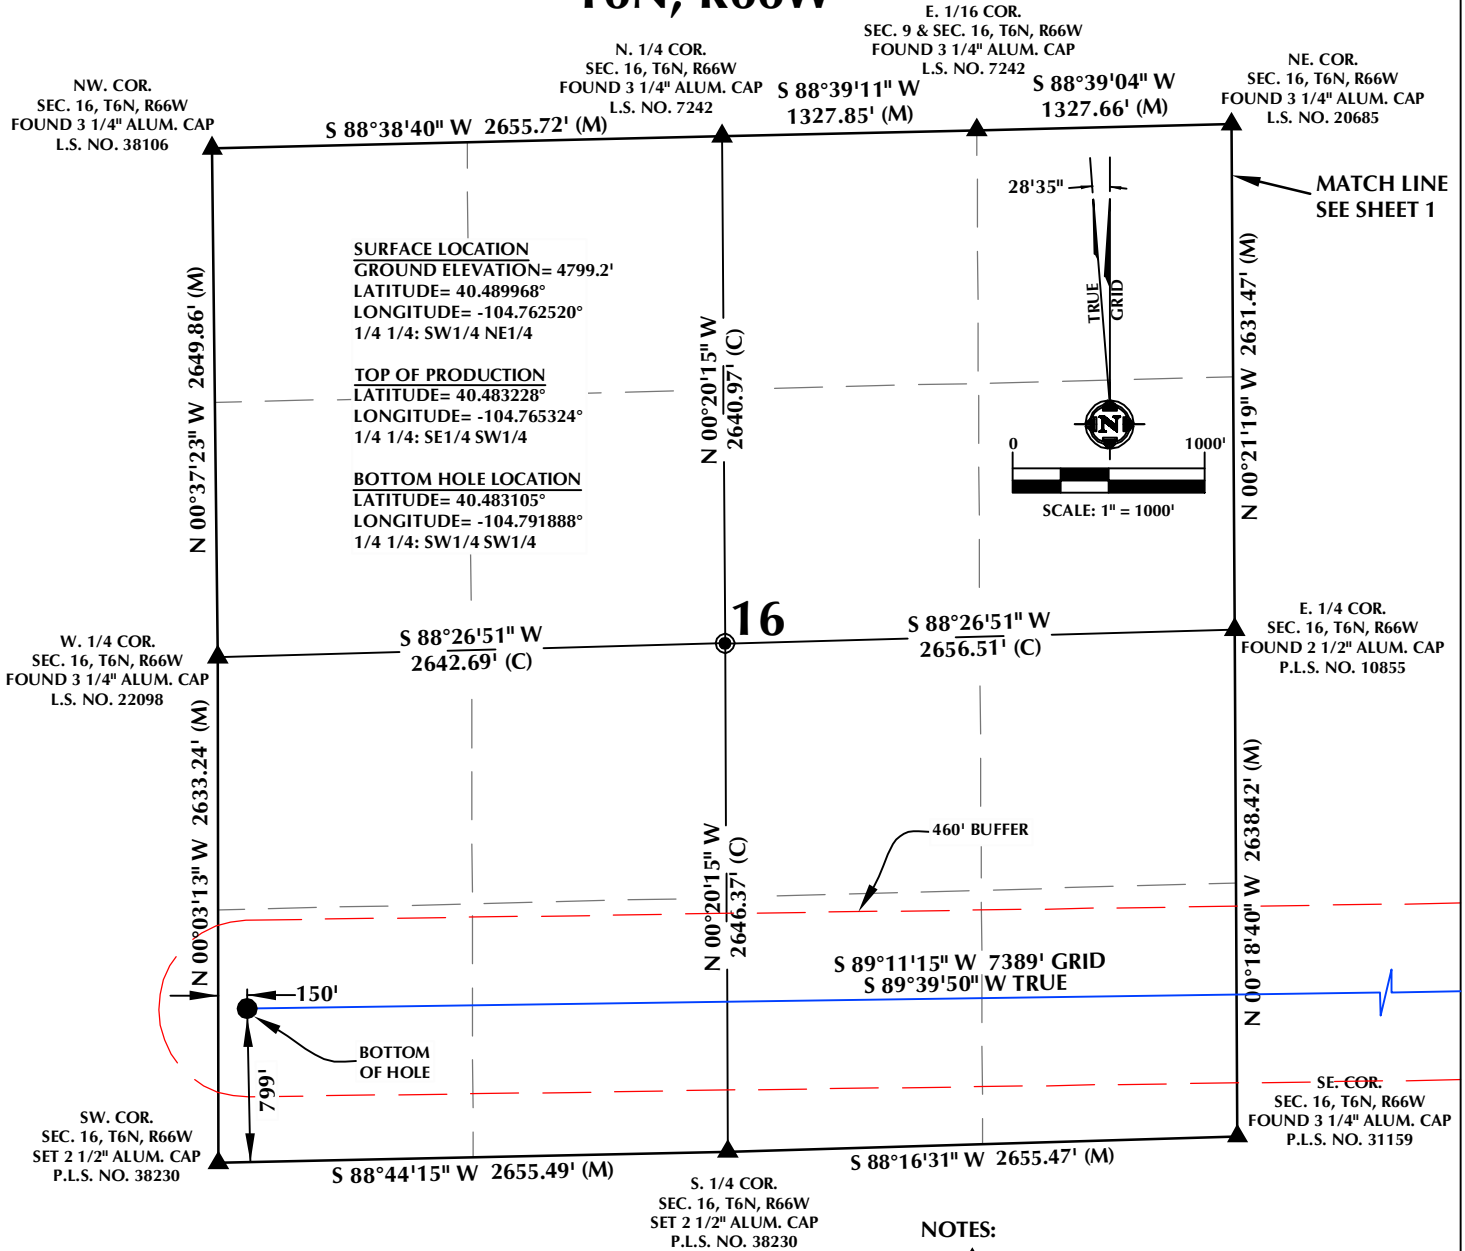 T6N, R66W
E. 1/16 COR.
SEC. 9 & SEC. 16, T6N, R66W
FOUND 3 1/4" ALUM. CAP
L.S. NO. 7242
N. 1/4 COR.
SEC. 16, T6N, R66W
FOUND 3 1/4" ALUM. CAP
L.S. NO. 7242
NW. COR.
SEC. 16, T6N, R66W
FOUND 3 1/4" ALUM. CAP
L.S. NO. 38106
NE. COR.
SEC. 16, T6N, R66W
FOUND 3 1/4" ALUM. CAP
L.S. NO. 20685
S 88°38'40" W 2655.72' (M)
S 88°39'11" W
1327.85' (M)
S 88°39'04" W
1327.66' (M)
28'35"
MATCH LINE
SEE SHEET 1
SURFACE LOCATION
GROUND ELEVATION= 4799.2'
LATITUDE= 40.489968°
LONGITUDE= -104.762520°
1/4 1/4: SW1/4 NE1/4
TOP OF PRODUCTION
LATITUDE= 40.483228°
LONGITUDE= -104.765324°
1/4 1/4: SE1/4 SW1/4
BOTTOM HOLE LOCATION
LATITUDE= 40.483105°
LONGITUDE= -104.791888°
1/4 1/4: SW1/4 SW1/4
N 00°37'23" W 2649.86' (M)
N 00°20'15" W
2640.97' (C)
TRUE
GRID
N
0 1000'
SCALE: 1" = 1000'
N 00°21'19" W 2631.47' (M)
16
W. 1/4 COR.
SEC. 16, T6N, R66W
FOUND 3 1/4" ALUM. CAP
L.S. NO. 22098
S 88°26'51" W
2642.69' (C)
S 88°26'51" W
2656.51' (C)
E. 1/4 COR.
SEC. 16, T6N, R66W
FOUND 2 1/2" ALUM. CAP
P.L.S. NO. 10855
N 00°03'13" W 2633.24' (M)
N 00°20'15" W
2646.37' (C)
460' BUFFER
N 00°18'40" W 2638.42' (M)
S 89°11'15" W 7389' GRID
S 89°39'50" W TRUE
150'
BOTTOM
OF HOLE
799'
SW. COR.
SEC. 16, T6N, R66W
SET 2 1/2" ALUM. CAP
P.L.S. NO. 38230
SE. COR.
SEC. 16, T6N, R66W
FOUND 3 1/4" ALUM. CAP
P.L.S. NO. 31159
S 88°44'15" W 2655.49' (M)
S 88°16'31" W 2655.47' (M)
S. 1/4 COR.
SEC. 16, T6N, R66W
SET 2 1/2" ALUM. CAP
P.L.S. NO. 38230
NOTES: